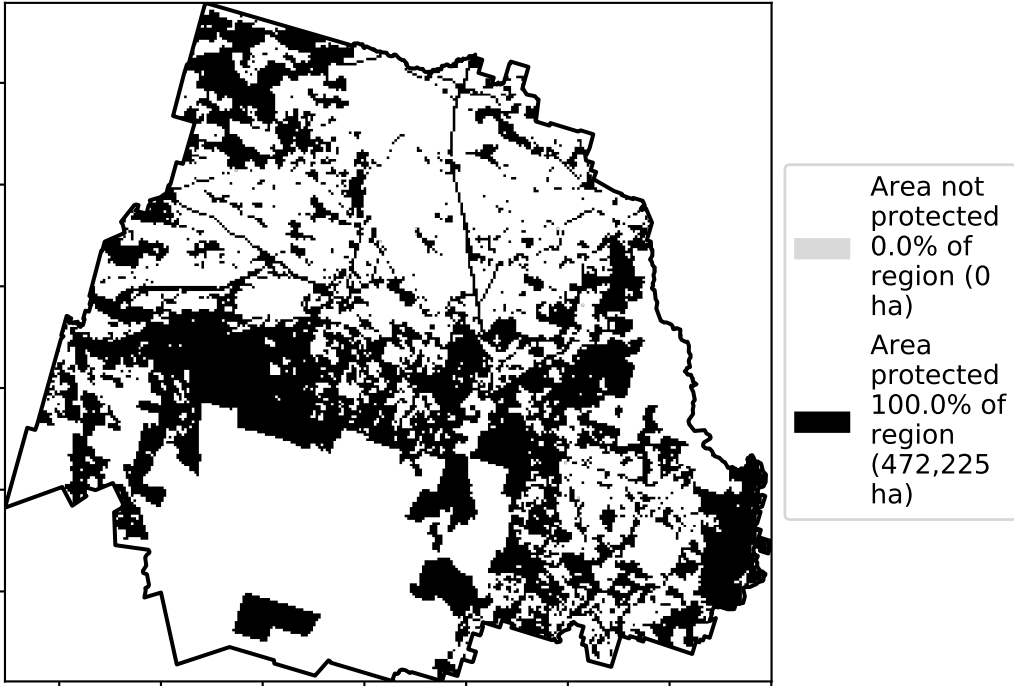 Area not
protected
0.0% of
region (0
ha)
Area
protected
100.0% of
region
(472,225
ha)